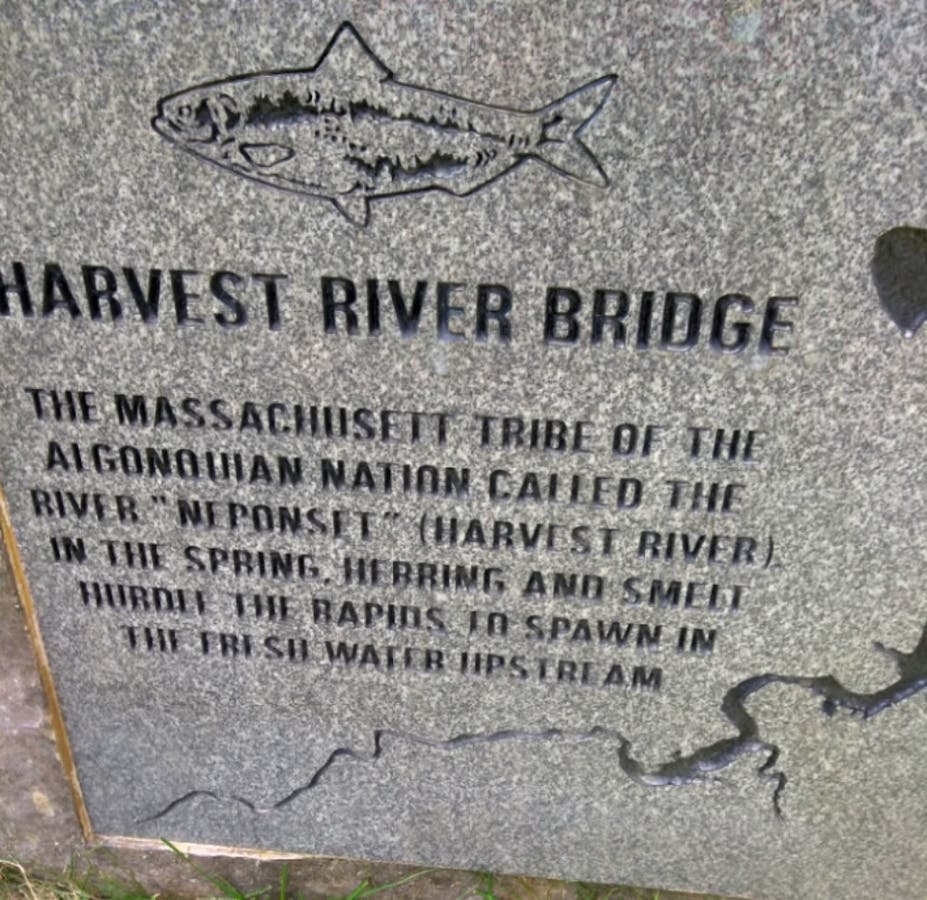 HARVEST RIVER BRIDGE
THE MASSACHUSETT TRIBE OF THE
ALGONQUIAN NATION CALLED THE
RIVER "NEPONSET" (HARVEST RIVER).
IN THE SPRING, HERRING AND SMELT
HURDLE THE RAPIDS TO SPAWN IN
THE FRESH WATER UPSTREAM